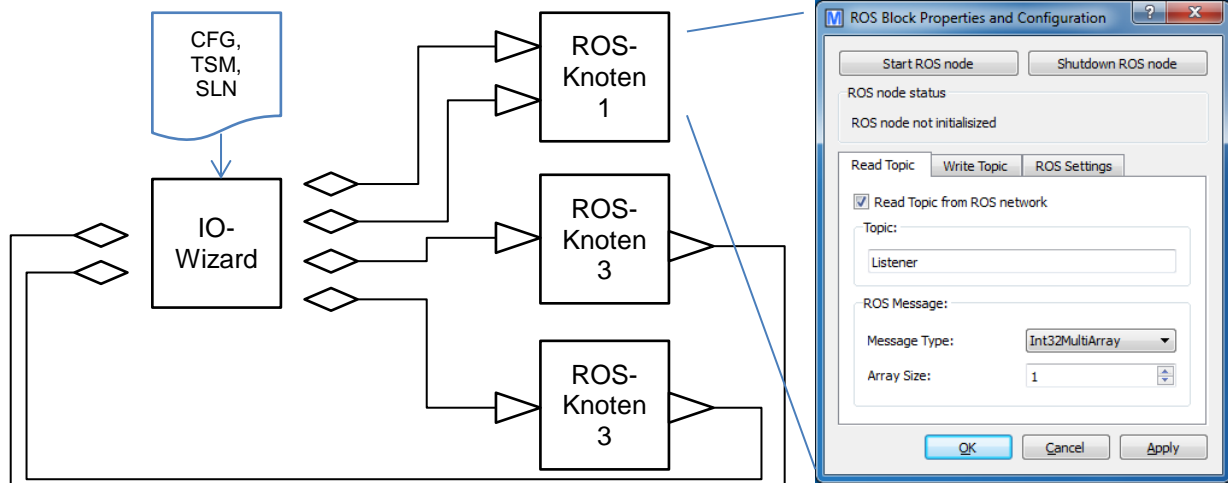 CFG,
TSM,
SLN
IO-
Wizard
ROS-
Knoten
1
ROS-
Knoten
3
ROS-
Knoten
3
M ROS Block Properties and Configuration ? X
Start ROS node Shutdown ROS node
ROS node status
ROS node not initialisized
Read Topic Write Topic ROS Settings
Read Topic from ROS network
Topic:
Listener
ROS Message:
Message Type: Int32MultiArray
Array Size: 1
OK Cancel Apply